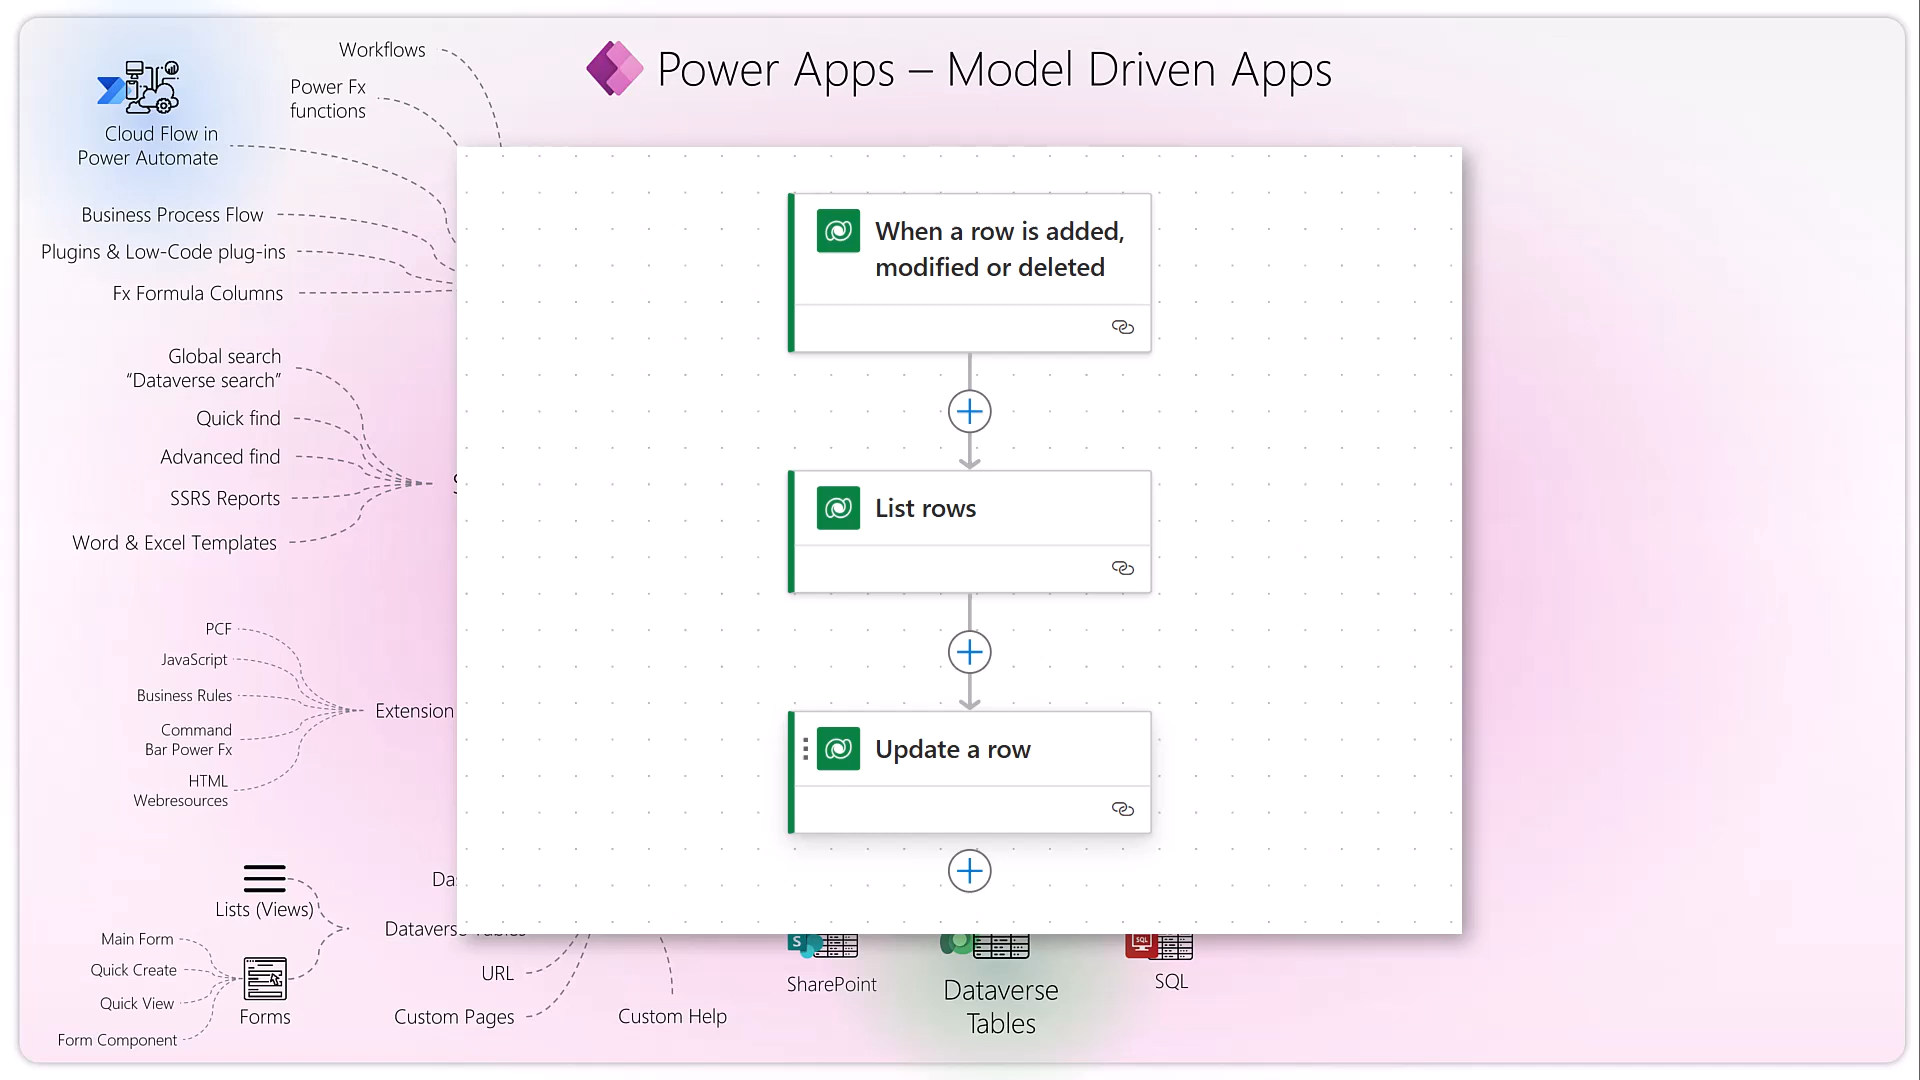 Power Apps – Model Driven Apps
Workflows
Power Fx
functions
Cloud Flow in
Power Automate
Business Process Flow
Plugins & Low-Code plug-ins
Fx Formula Columns
Global search
“Dataverse search”
Quick find
Advanced find
SSRS Reports
Word & Excel Templates
PCF
JavaScript
Business Rules
Command
Bar Power Fx
HTML
Webresources
Extension
Lists (Views)
Main Form
Quick Create
Quick View
Form Component
Forms
Da
Dataverse Tables
URL
Custom Pages
Custom Help
When a row is added,
modified or deleted
List rows
Update a row
S
SharePoint
Dataverse
Tables
SQL
SQL